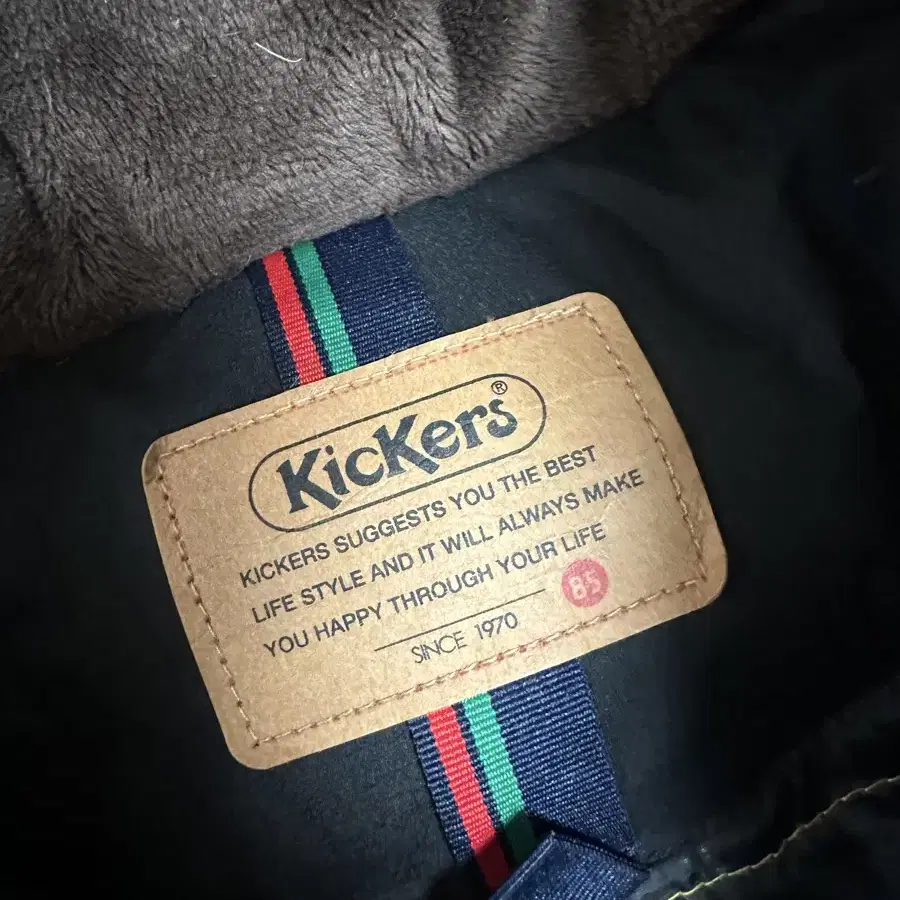 KicKers®
KICKERS SUGGESTS YOU THE BEST
LIFE STYLE AND IT WILL ALWAYS MAKE
YOU HAPPY THROUGH YOUR LIFE
85
SINCE 1970